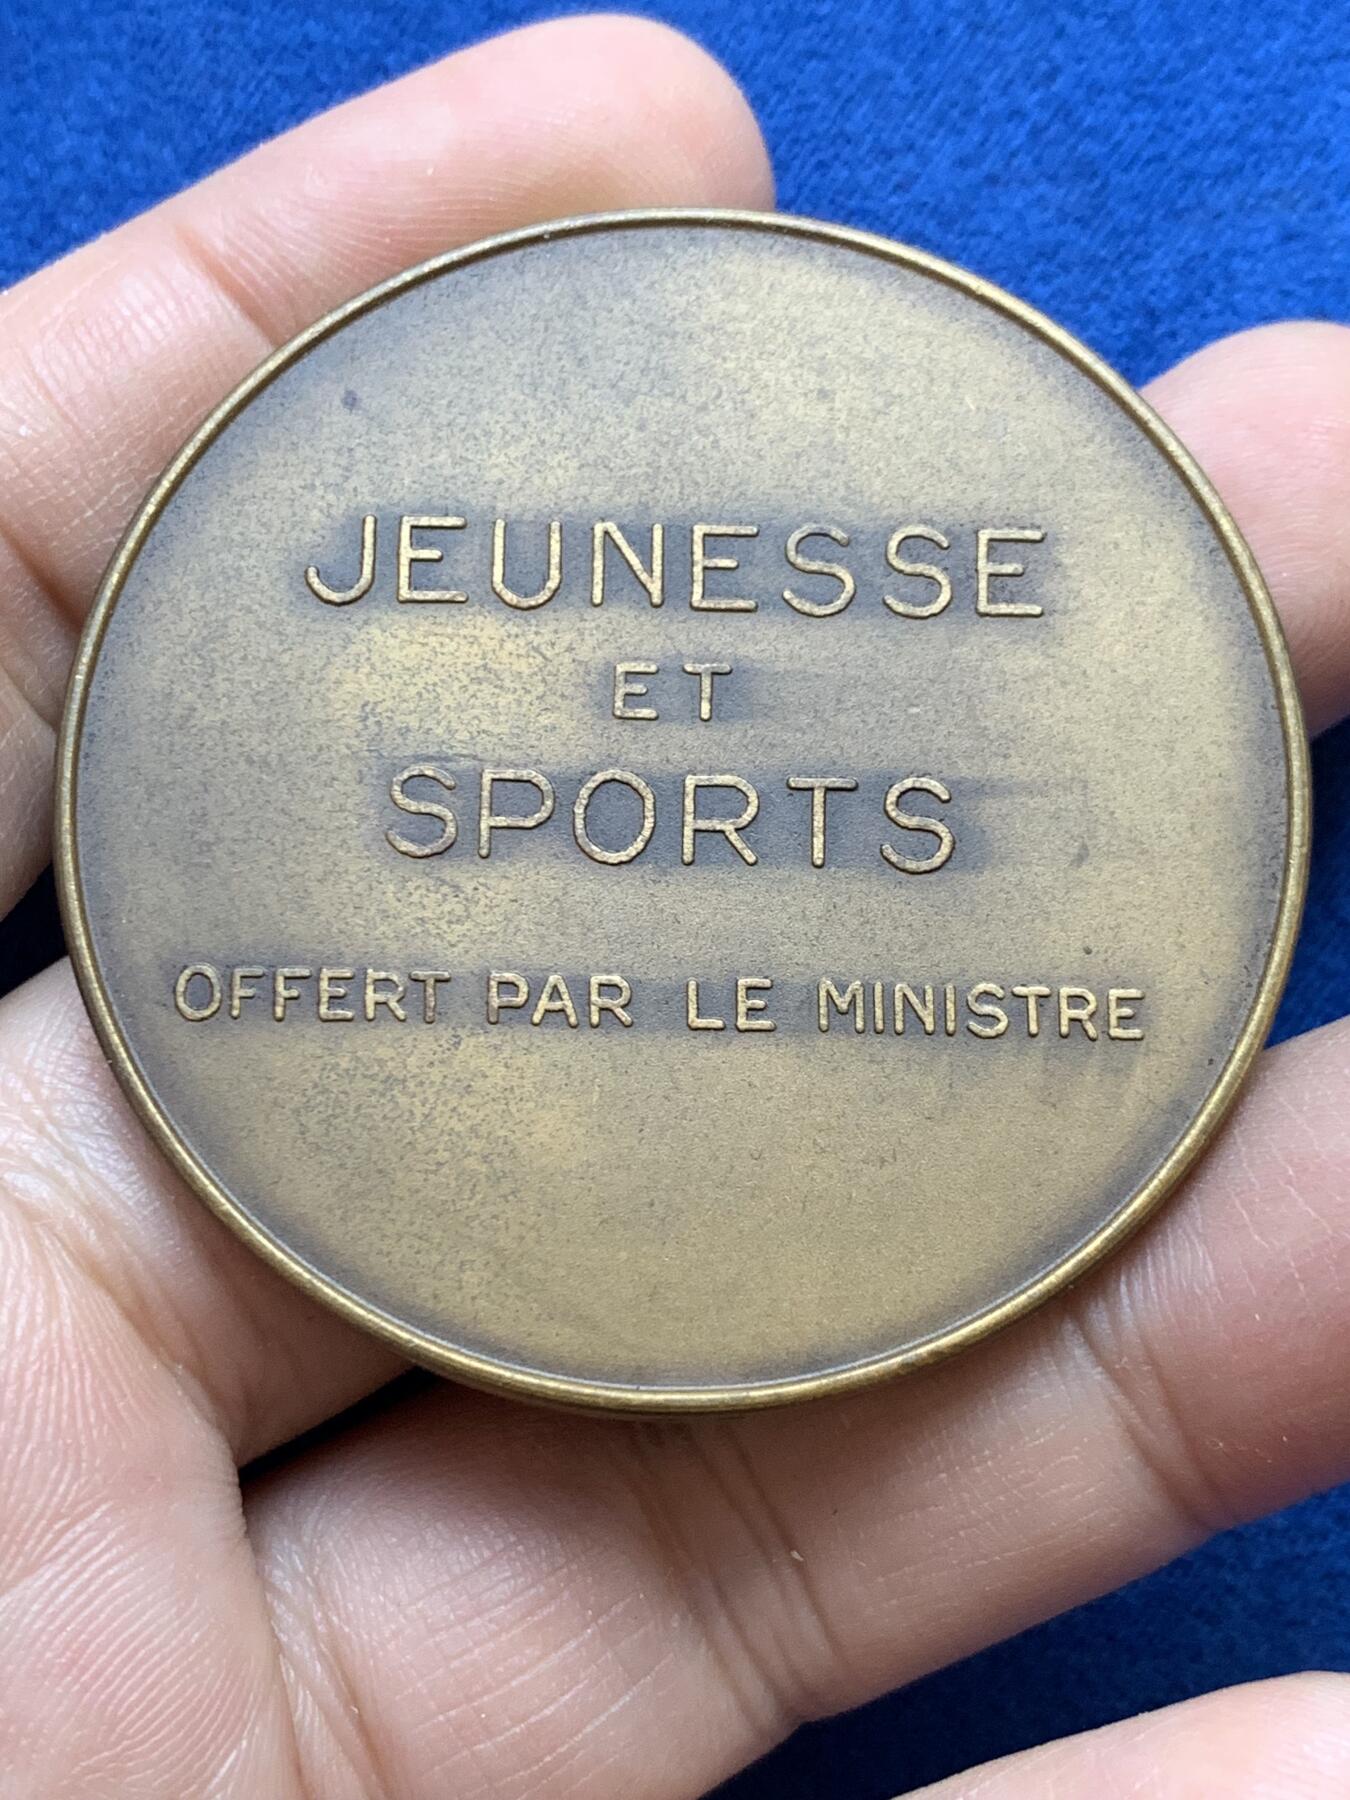 JEUNESSE
ET
SPORTS
OFFERT PAR LE MINISTRE